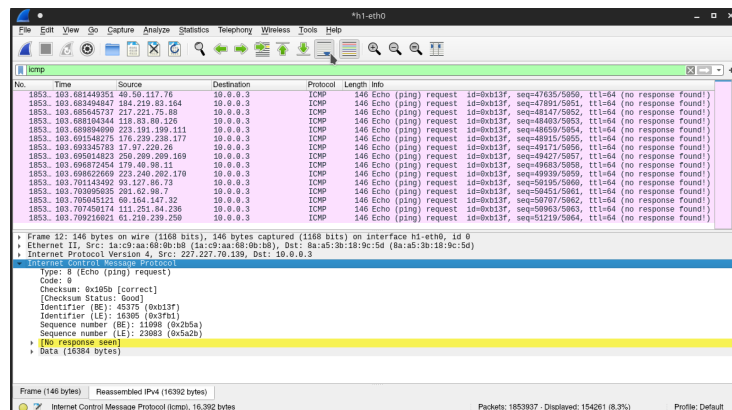 *h1-eth0
File Edit View Go Capture Analyze Statistics Telephony Wireless Tools Help
icmp
No. Time Source Destination Protocol Length Info
1853… 103.681449351 40.50.117.76 10.0.0.3 ICMP 146 Echo (ping) request id=0xb13f, seq=47635/5050, ttl=64 (no response found!)
1853… 103.683494847 184.219.83.164 10.0.0.3 ICMP 146 Echo (ping) request id=0xb13f, seq=47891/5051, ttl=64 (no response found!)
1853… 103.685645737 217.221.75.88 10.0.0.3 ICMP 146 Echo (ping) request id=0xb13f, seq=48147/5052, ttl=64 (no response found!)
1853… 103.688104344 118.83.80.126 10.0.0.3 ICMP 146 Echo (ping) request id=0xb13f, seq=48403/5053, ttl=64 (no response found!)
1853… 103.689894090 223.191.199.111 10.0.0.3 ICMP 146 Echo (ping) request id=0xb13f, seq=48659/5054, ttl=64 (no response found!)
1853… 103.691548275 176.239.238.177 10.0.0.3 ICMP 146 Echo (ping) request id=0xb13f, seq=48915/5055, ttl=64 (no response found!)
1853… 103.693345783 17.97.220.26 10.0.0.3 ICMP 146 Echo (ping) request id=0xb13f, seq=49171/5056, ttl=64 (no response found!)
1853… 103.695014823 250.209.209.169 10.0.0.3 ICMP 146 Echo (ping) request id=0xb13f, seq=49427/5057, ttl=64 (no response found!)
1853… 103.696872454 179.40.98.11 10.0.0.3 ICMP 146 Echo (ping) request id=0xb13f, seq=49683/5058, ttl=64 (no response found!)
1853… 103.698622669 223.240.202.170 10.0.0.3 ICMP 146 Echo (ping) request id=0xb13f, seq=49939/5059, ttl=64 (no response found!)
1853… 103.701143492 93.127.86.73 10.0.0.3 ICMP 146 Echo (ping) request id=0xb13f, seq=50195/5060, ttl=64 (no response found!)
1853… 103.703095035 201.62.98.7 10.0.0.3 ICMP 146 Echo (ping) request id=0xb13f, seq=50451/5061, ttl=64 (no response found!)
1853… 103.705045121 60.164.147.32 10.0.0.3 ICMP 146 Echo (ping) request id=0xb13f, seq=50707/5062, ttl=64 (no response found!)
1853… 103.707450174 111.251.84.236 10.0.0.3 ICMP 146 Echo (ping) request id=0xb13f, seq=50963/5063, ttl=64 (no response found!)
1853… 103.709216021 61.210.239.250 10.0.0.3 ICMP 146 Echo (ping) request id=0xb13f, seq=51219/5064, ttl=64 (no response found!)
Frame 12: 146 bytes on wire (1168 bits), 146 bytes captured (1168 bits) on interface h1-eth0, id 0
Ethernet II, Src: 1a:c9:aa:68:0b:b8 (1a:c9:aa:68:0b:b8), Dst: 8a:a5:3b:18:9c:5d (8a:a5:3b:18:9c:5d)
Internet Protocol Version 4, Src: 227.227.70.139, Dst: 10.0.0.3
Internet Control Message Protocol
Type: 8 (Echo (ping) request)
Code: 0
Checksum: 0x105b [correct]
[Checksum Status: Good]
Identifier (BE): 45375 (0xb13f)
Identifier (LE): 16305 (0x3fb1)
Sequence number (BE): 11098 (0x2b5a)
Sequence number (LE): 23083 (0x5a2b)
[No response seen]
Data (16384 bytes)
Frame (146 bytes) Reassembled IPv4 (16392 bytes)
Internet Control Message Protocol (icmp), 16,392 bytes Packets: 1853937 · Displayed: 154261 (8.3%) Profile: Default